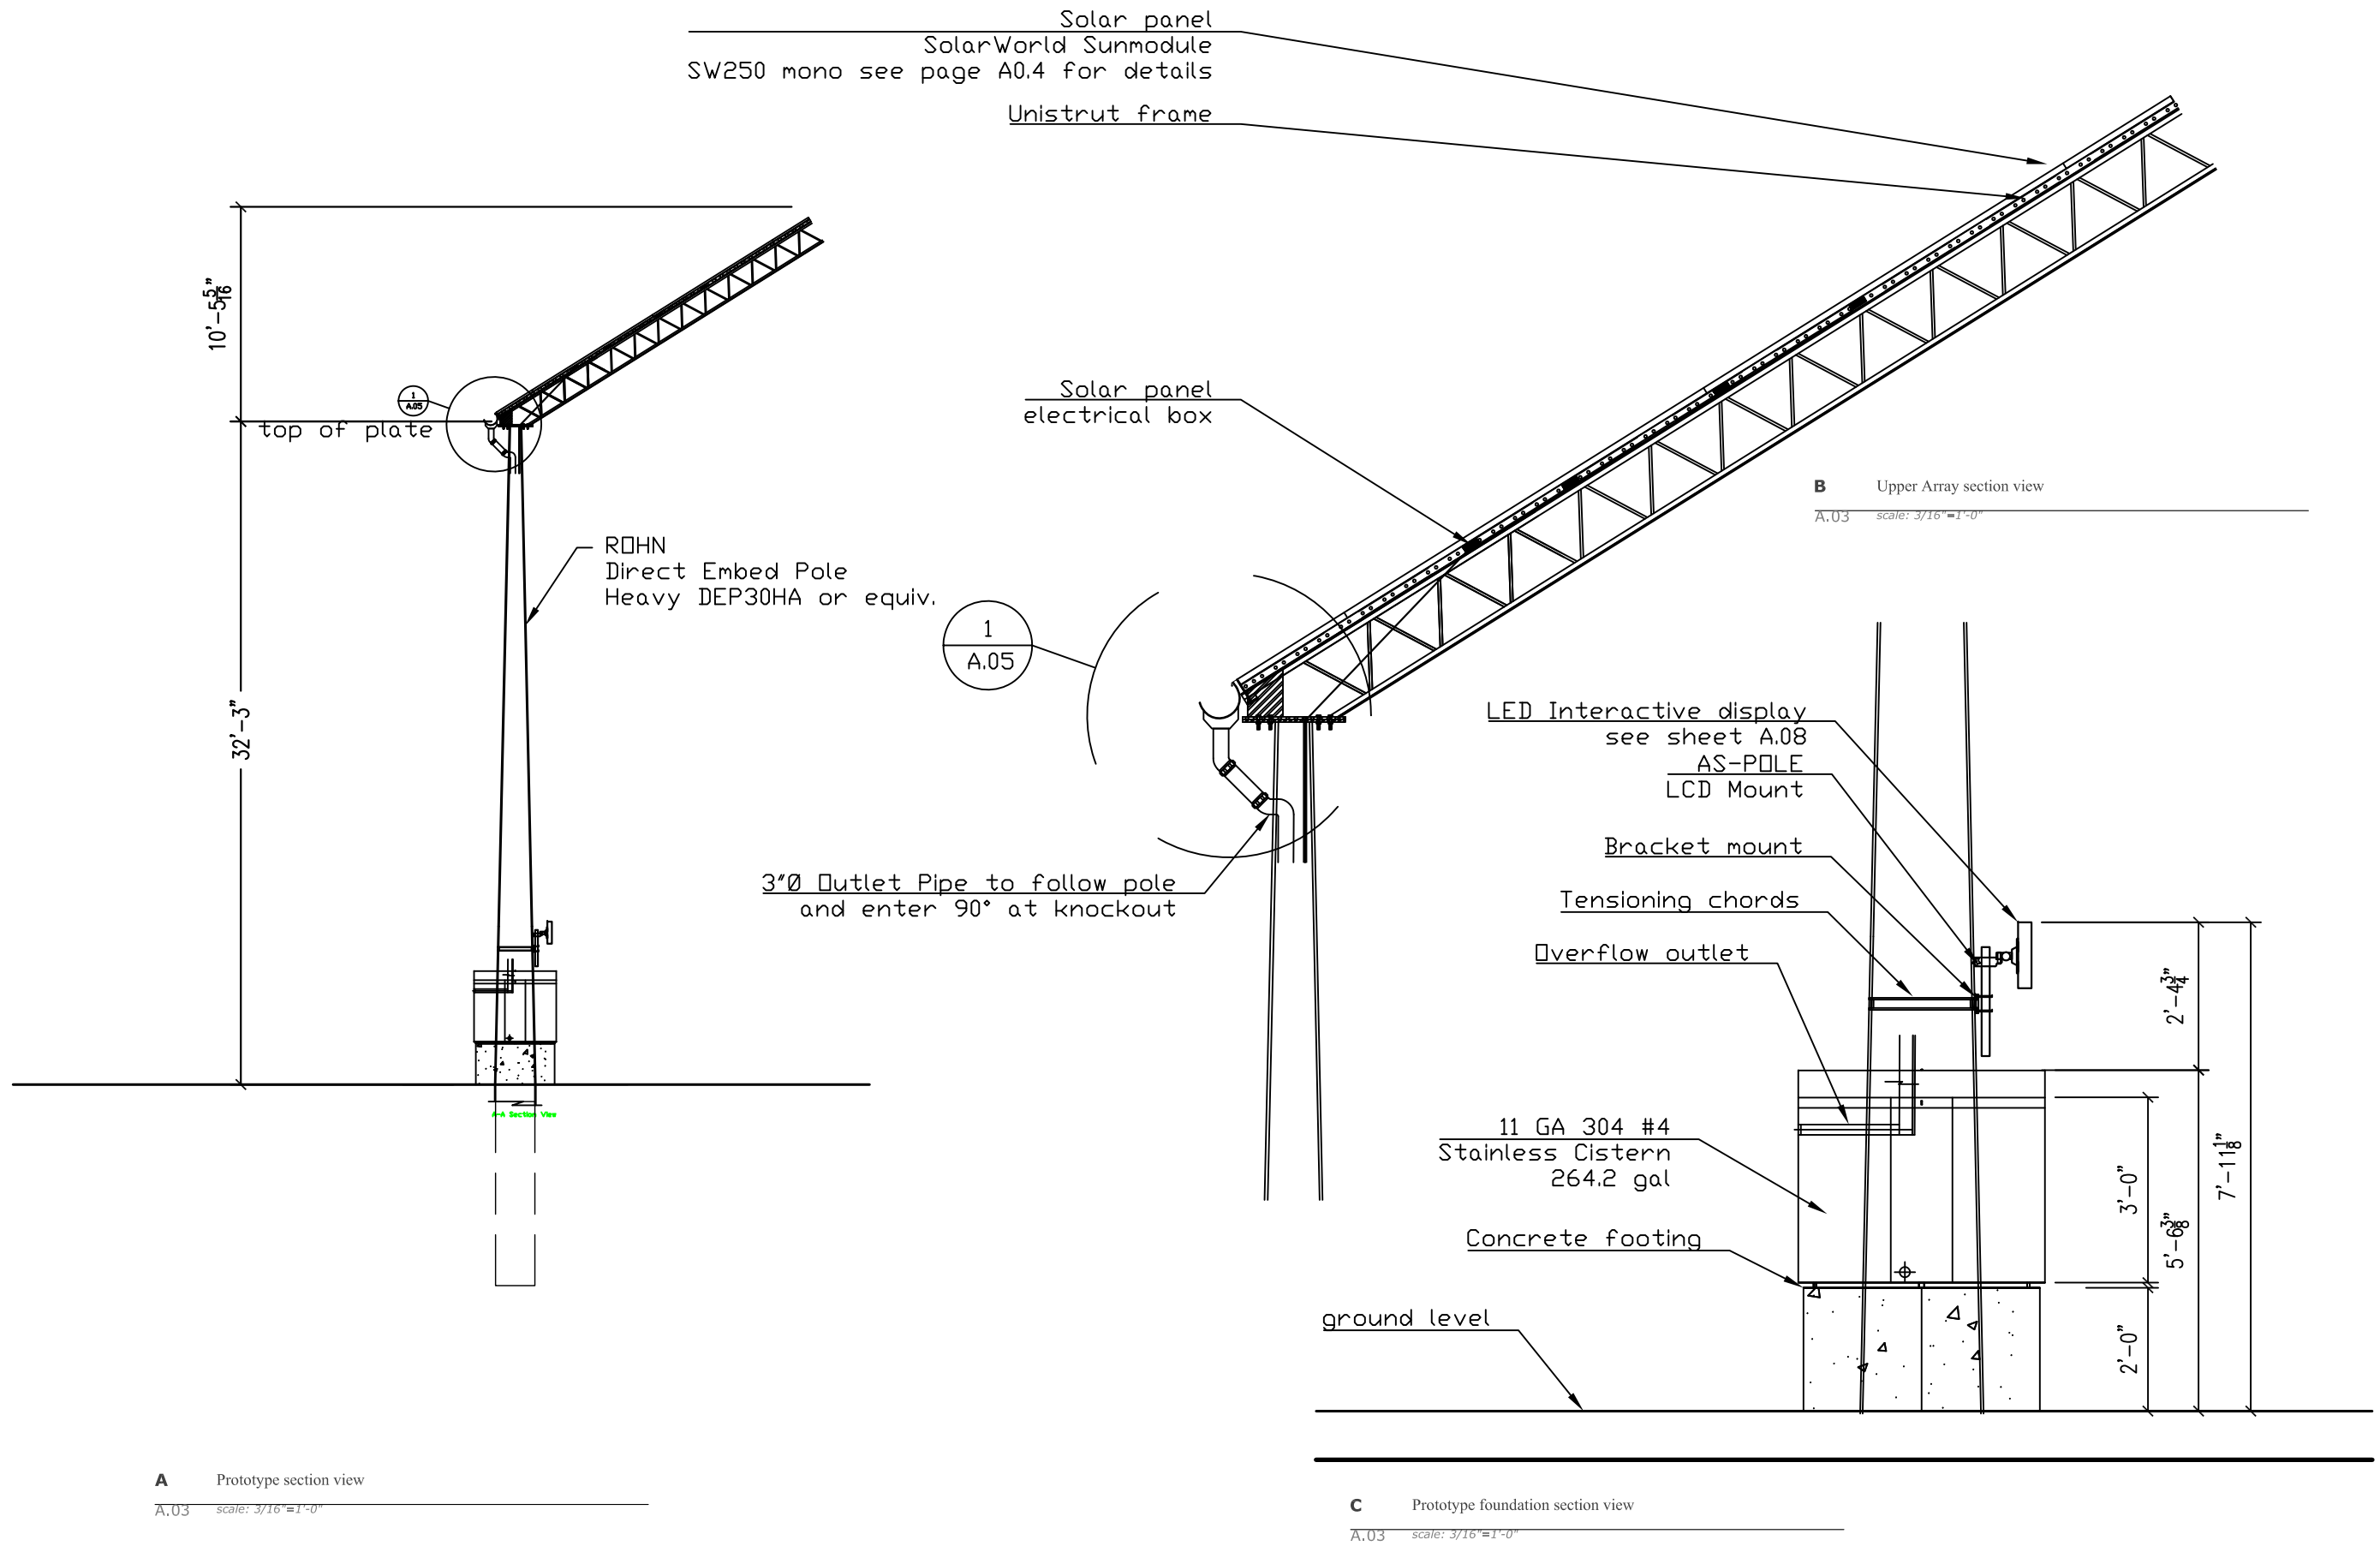 Solar panel
SolarWorld Sunmodule
SW250 mono see page A0.4 for details
Unistrut frame
10'-5 5/16"
1
A.05
top of plate
Solar panel
electrical box
B Upper Array section view
A.03 scale: 3/16"=1'-0"
ROHN
Direct Embed Pole
Heavy DEP30HA or equiv.
1
A.05
32'-3"
LED Interactive display
see sheet A.08
AS-POLE
LCD Mount
Bracket mount
3"Ø Outlet Pipe to follow pole
and enter 90° at knockout
Tensioning chords
Overflow outlet
2'-4 3/4"
A-A Section View
11 GA 304 #4
Stainless Cistern
264.2 gal
7'-11 1/8"
3'-0"
5'-6 3/8"
Concrete footing
ground level
2'-0"
A Prototype section view
A.03 scale: 3/16"=1'-0"
C Prototype foundation section view
A.03 scale: 3/16"=1'-0"